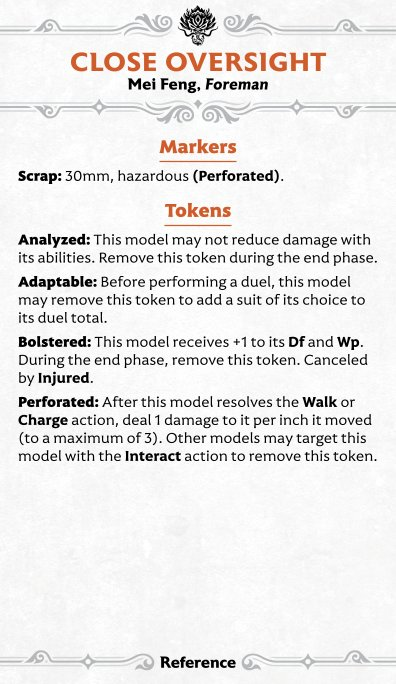 CLOSE OVERSIGHT
Mei Feng, Foreman
Markers
Scrap: 30mm, hazardous (Perforated).
Tokens
Analyzed: This model may not reduce damage with
its abilities. Remove this token during the end phase.
Adaptable: Before performing a duel, this model
may remove this token to add a suit of its choice to
its duel total.
Bolstered: This model receives +1 to its Df and Wp.
During the end phase, remove this token. Canceled
by Injured.
Perforated: After this model resolves the Walk or
Charge action, deal 1 damage to it per inch it moved
(to a maximum of 3). Other models may target this
model with the Interact action to remove this token.
Reference